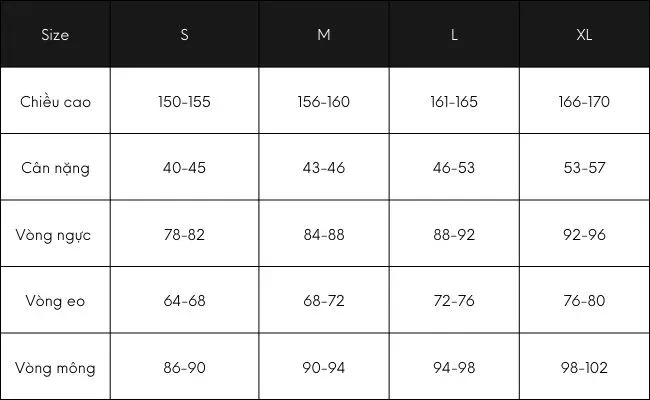 Size S M L XL
Chiều cao 150-155 156-160 161-165 166-170
Cân nặng 40-45 43-46 46-53 53-57
Vòng ngực 78-82 84-88 88-92 92-96
Vòng eo 64-68 68-72 72-76 76-80
Vòng mông 86-90 90-94 94-98 98-102